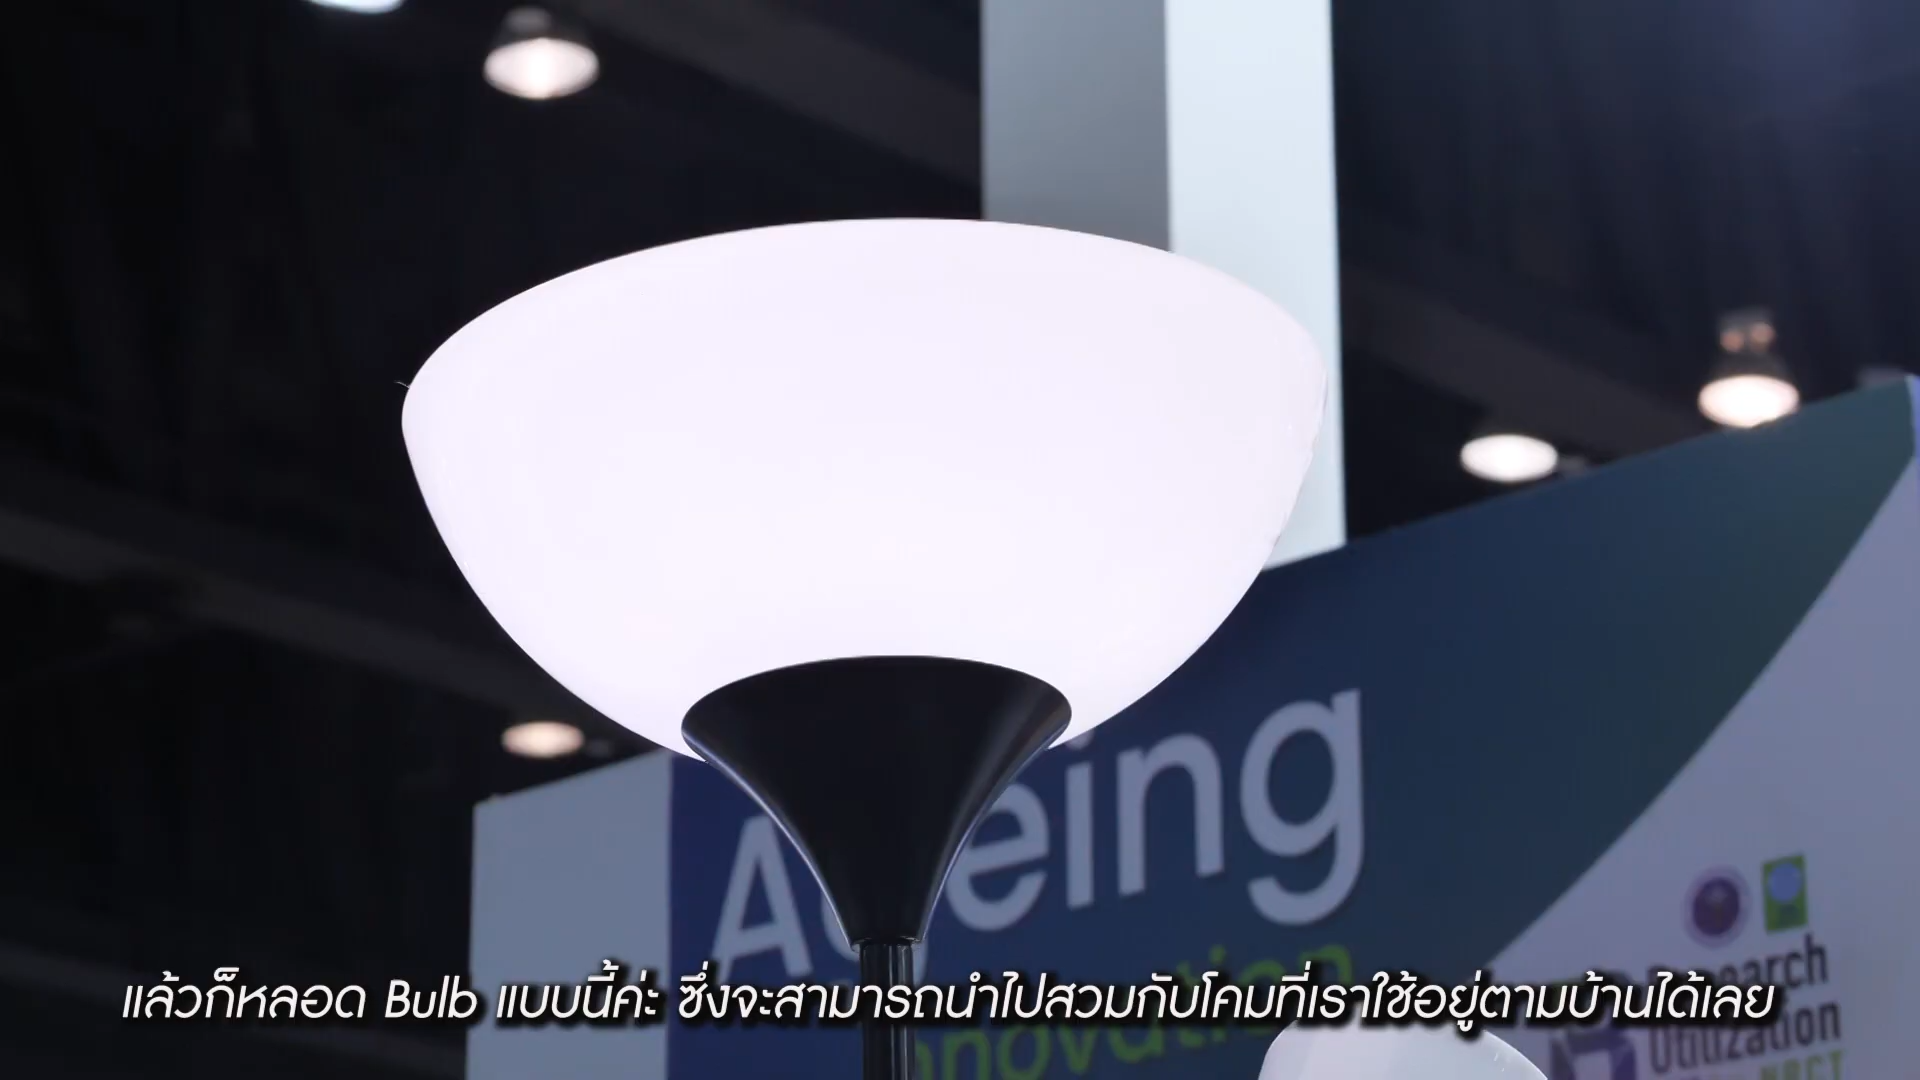 Ageing
Innovation
Research
Utilization
NRCT
แล้วก็หลอด Bulb แบบนี้ค่ะ ซึ่งจะสามารถนำไปสวมกับโคมที่เราใช้อยู่ตามบ้านได้เลย